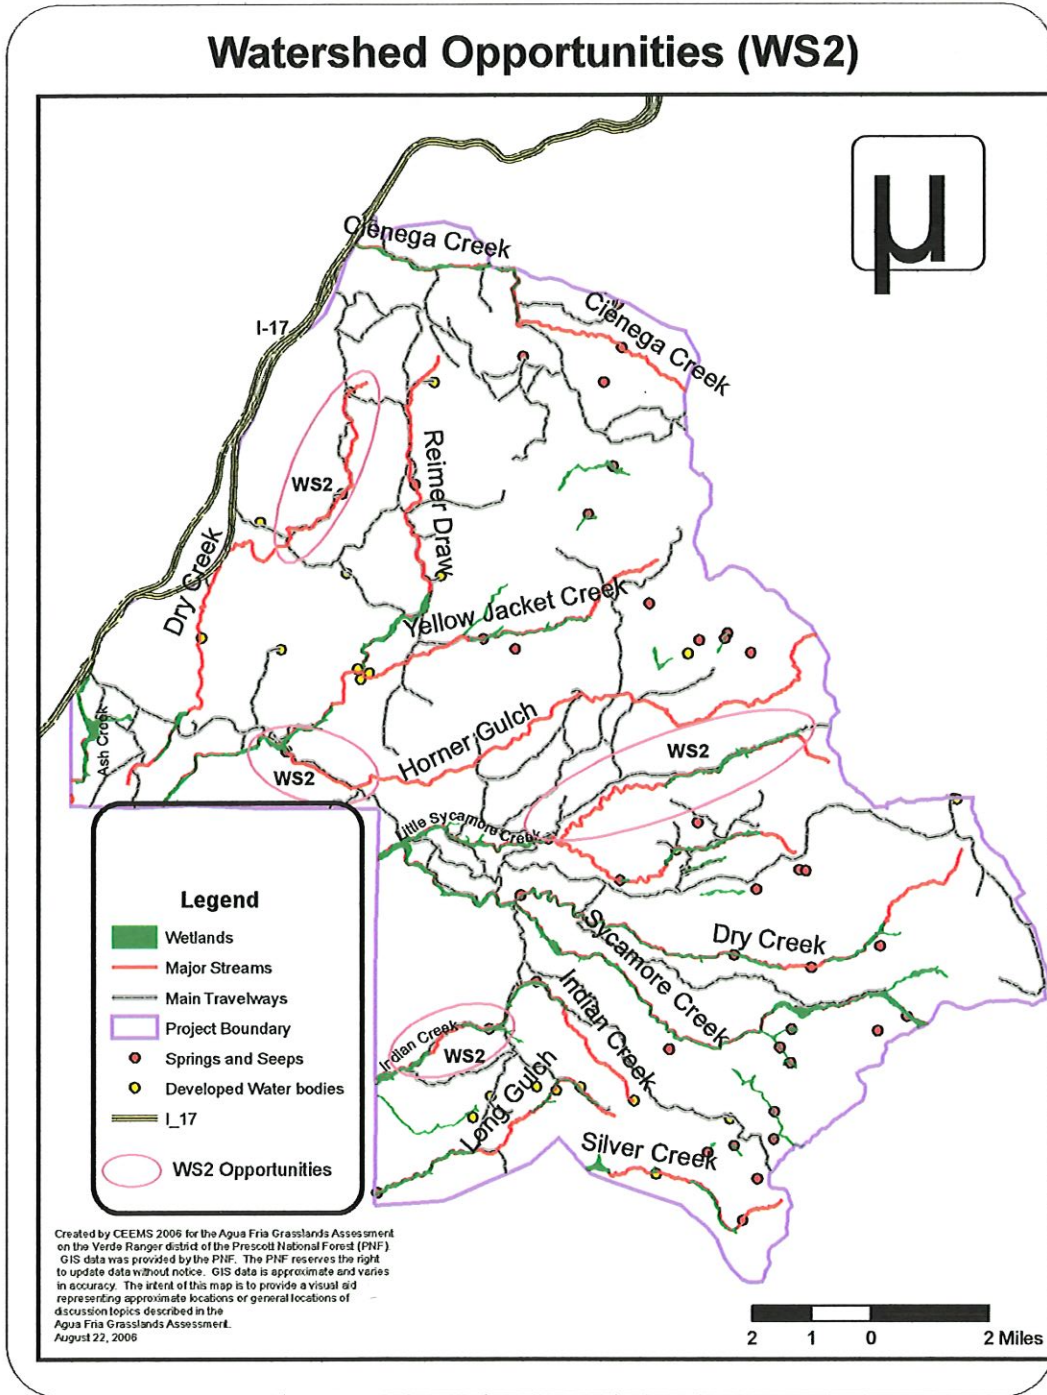 Watershed Opportunities (WS2)
µ
Cienega Creek
Cienega Creek
I-17
WS2
Reimer Draw
Dry Creek
Yellow Jacket Creek
Ash Creek
Horner Gulch
WS2
WS2
Little Sycamore Creek
Sycamore Creek
Dry Creek
Indian Creek
Indian Creek
WS2
Long Gulch
Silver Creek
Legend
Wetlands
Major Streams
Main Travelways
Project Boundary
Springs and Seeps
Developed Water bodies
I_17
WS2 Opportunities
Created by CEEMS 2006 for the Agua Fria Grasslands Assessment
on the Verde Ranger district of the Prescott National Forest (PNF)
GIS data was provided by the PNF. The PNF reserves the right
to update data without notice. GIS data is approximate and varies
in accuracy. The intent of this map is to provide a visual aid
representing approximate locations or general locations of
discussion topics described in the
Agua Fria Grasslands Assessment.
August 22, 2006
2 1 0 2 Miles